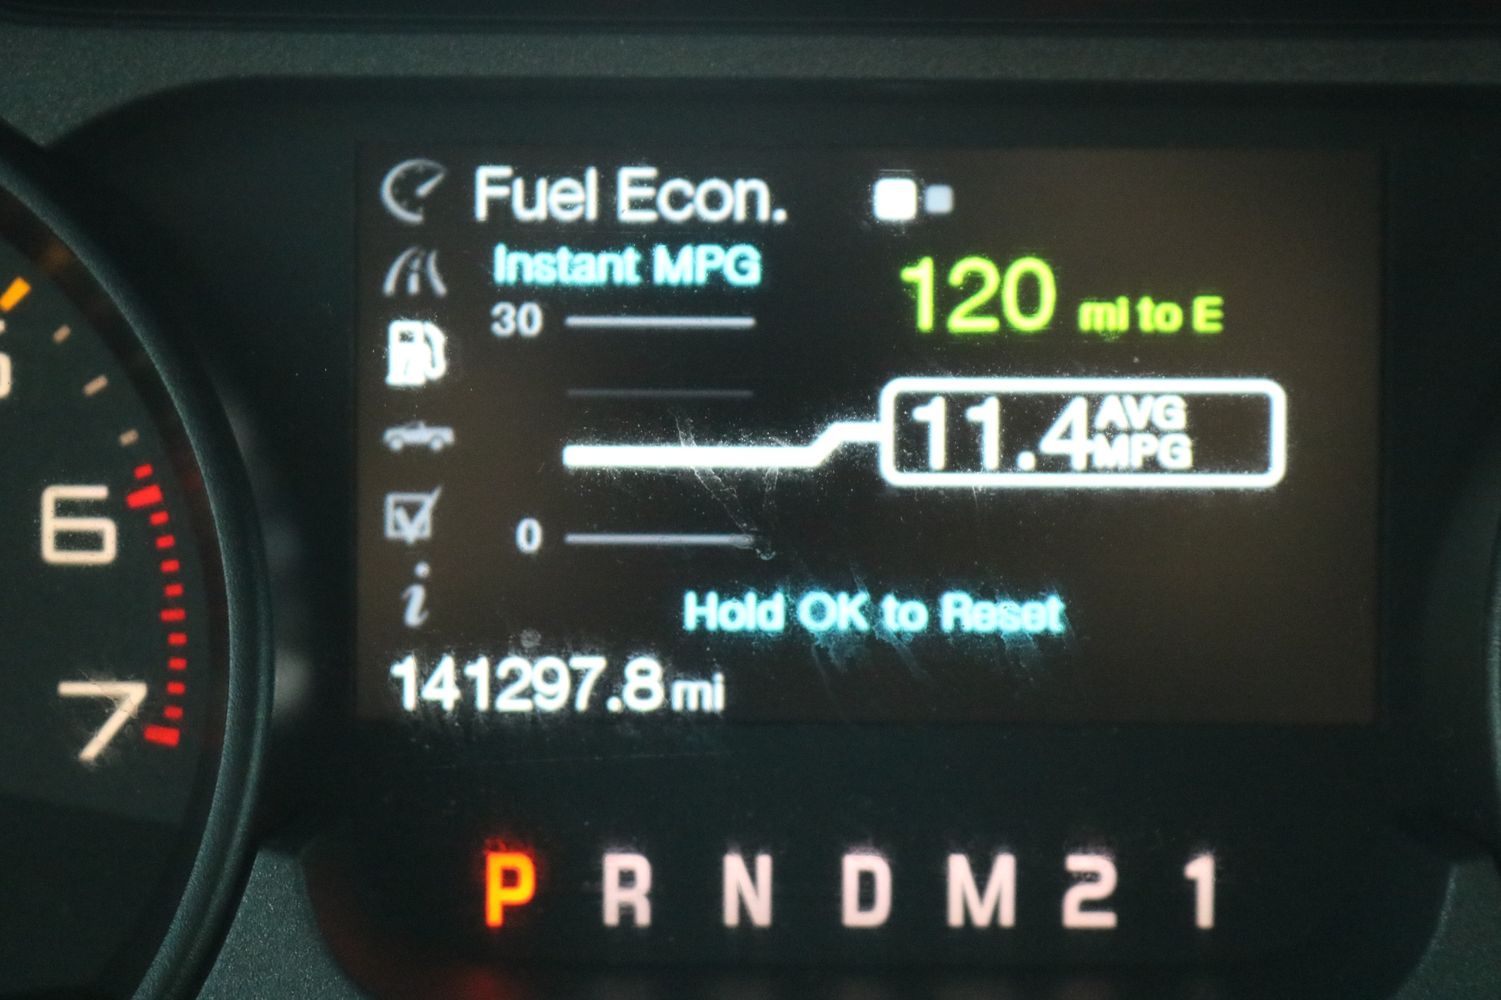 Fuel Econ.
Instant MPG
30
120 mi to E
11.4 AVG MPG
0
Hold OK to Reset
141297.8 mi
P R N D M 2 1
6
7